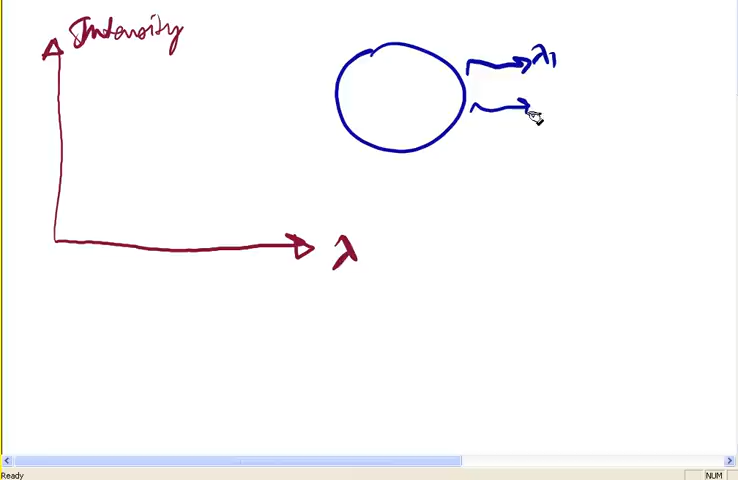 Intensity
λ1
λ
Ready
NUM